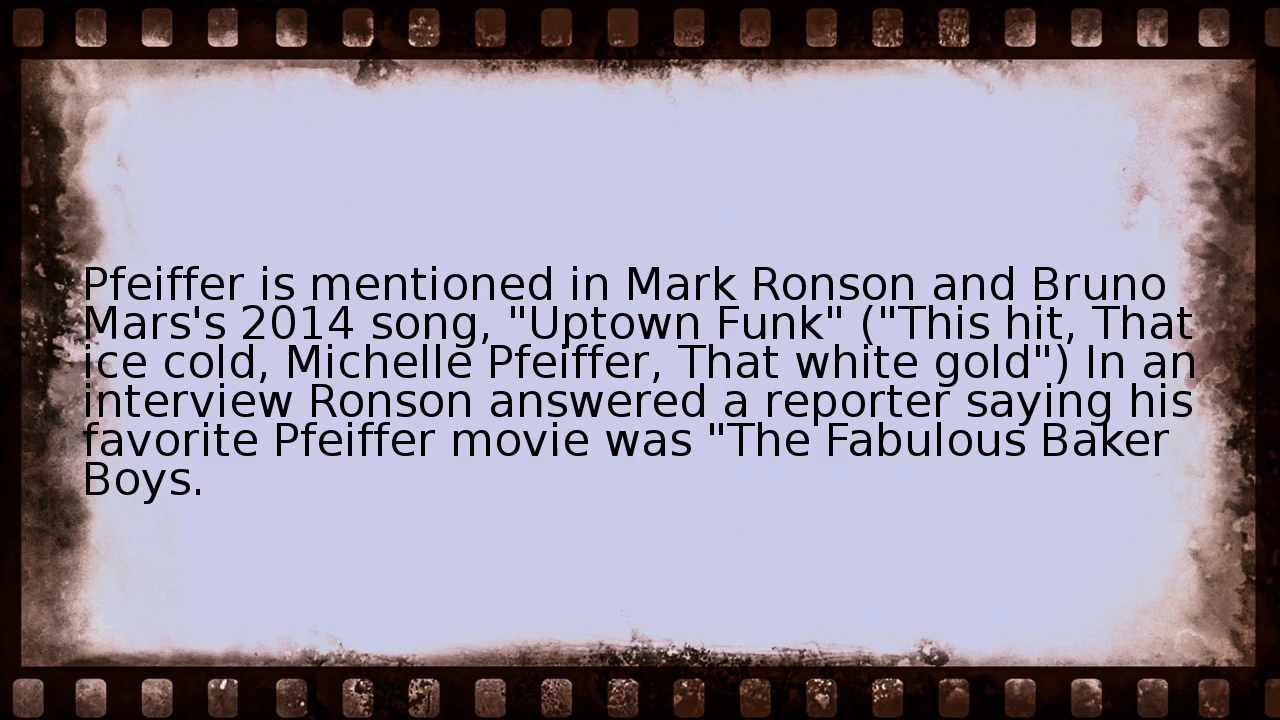 Pfeiffer is mentioned in Mark Ronson and Bruno
Mars's 2014 song, "Uptown Funk" ("This hit, That
ice cold, Michelle Pfeiffer, That white gold") In an
interview Ronson answered a reporter saying his
favorite Pfeiffer movie was "The Fabulous Baker
Boys.